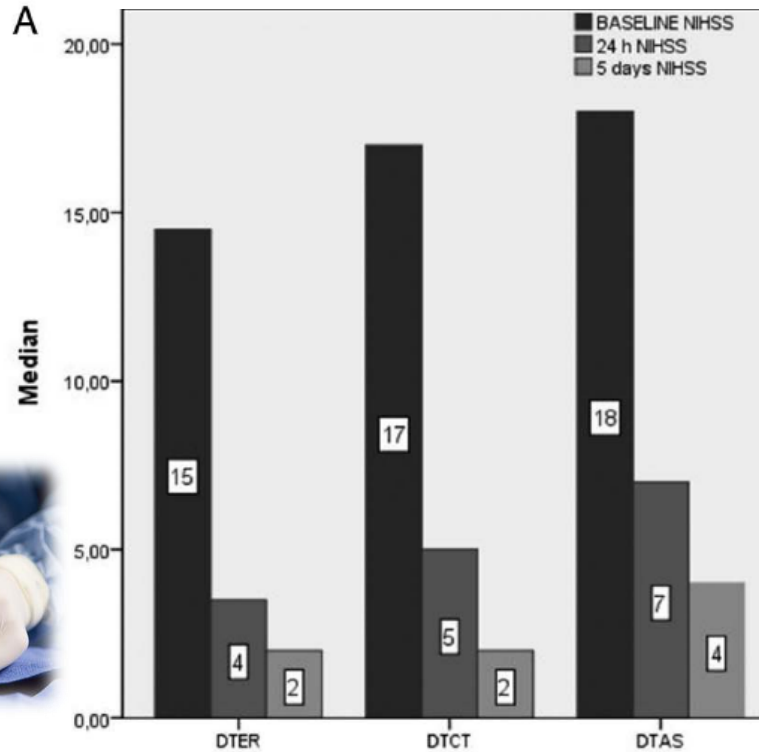 A
BASELINE NIHSS
24 h NIHSS
5 days NIHSS
Median
20,00
15,00
10,00
5,00
0,00
15
4
2
17
5
2
18
7
4
DTER
DTCT
DTAS